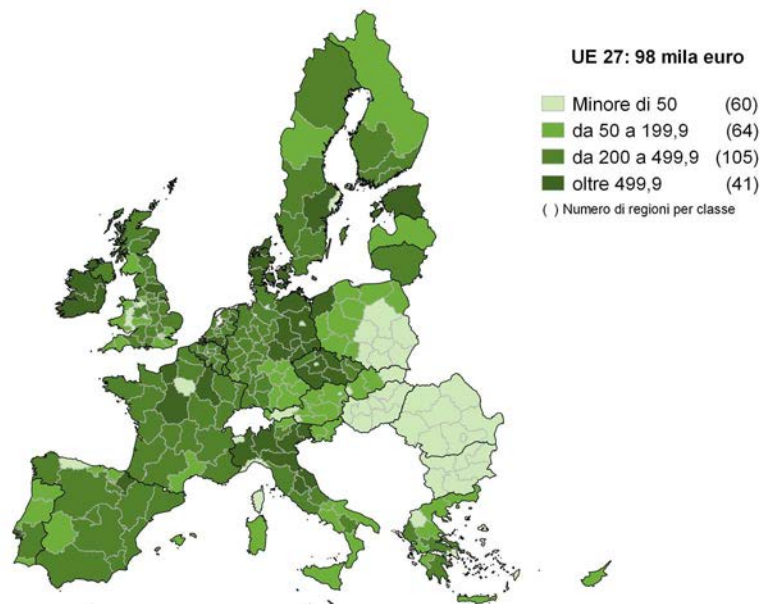 UE 27: 98 mila euro
Minore di 50 (60)
da 50 a 199,9 (64)
da 200 a 499,9 (105)
oltre 499,9 (41)
( ) Numero di regioni per classe